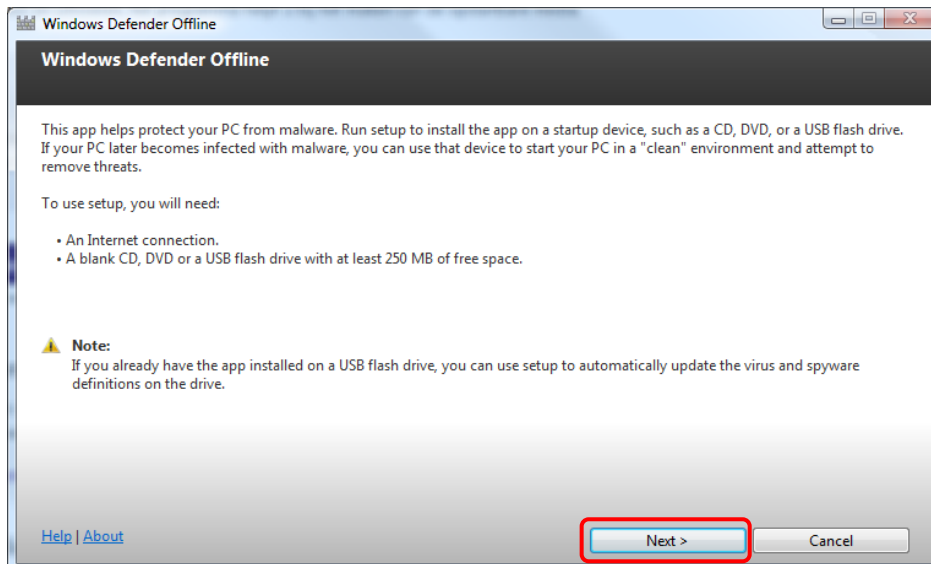 Windows Defender Offline
Windows Defender Offline
This app helps protect your PC from malware. Run setup to install the app on a startup device, such as a CD, DVD, or a USB flash drive.
If your PC later becomes infected with malware, you can use that device to start your PC in a "clean" environment and attempt to
remove threats.
To use setup, you will need:
• An Internet connection.
• A blank CD, DVD or a USB flash drive with at least 250 MB of free space.
Note:
If you already have the app installed on a USB flash drive, you can use setup to automatically update the virus and spyware
definitions on the drive.
Help | About
Next >
Cancel